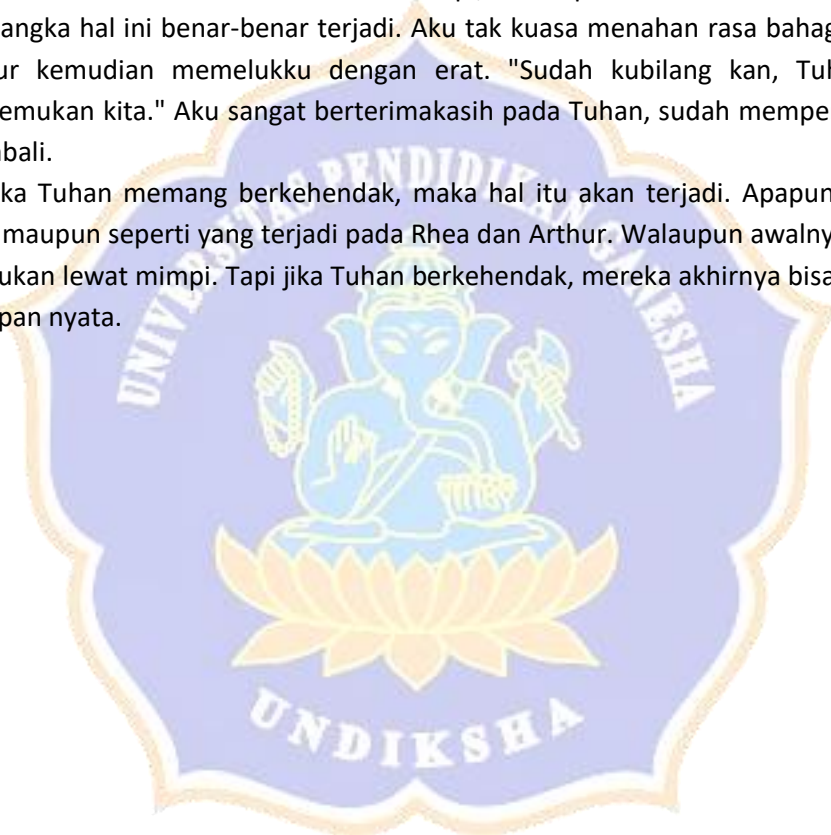 angka hal ini benar-benar terjadi. Aku tak kuasa menahan rasa bahag
ur kemudian memelukku dengan erat. "Sudah kubilang kan, Tuh
emukan kita." Aku sangat berterimakasih pada Tuhan, sudah mempe
bali.
ka Tuhan memang berkehendak, maka hal itu akan terjadi. Apapun
maupun seperti yang terjadi pada Rhea dan Arthur. Walaupun awalny
ukan lewat mimpi. Tapi jika Tuhan berkehendak, mereka akhirnya bisa
pan nyata.
UNIVERSITAS PENDIDIKAN GANESHA
UNDIKSHA